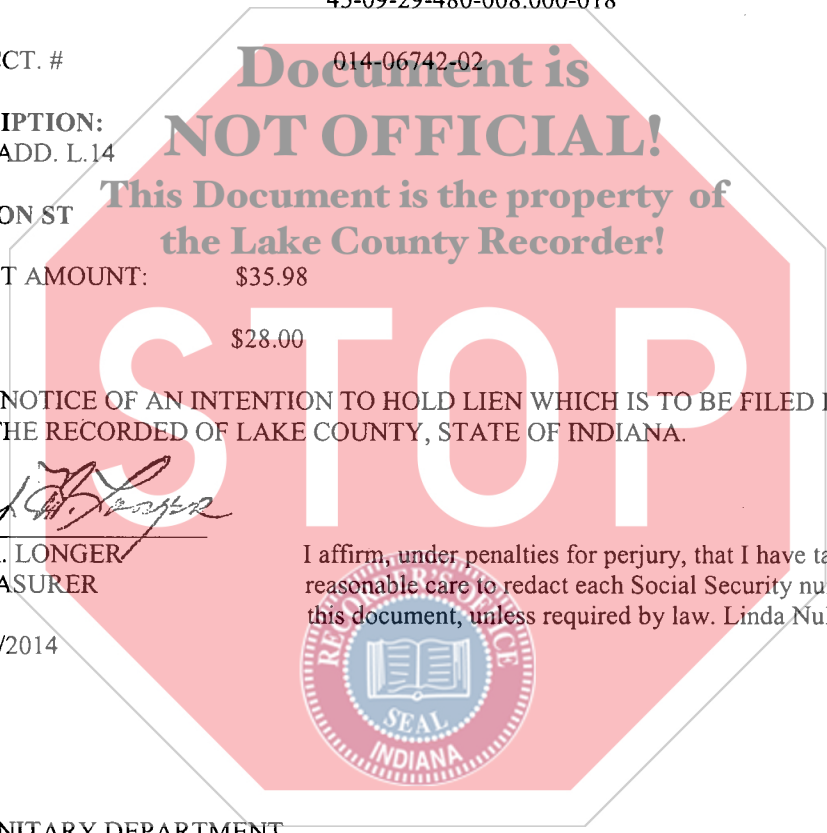 45-09-29-480-008.000-018
CCT. #
014-06742-02
Document is
IPTION:
NOT OFFICIAL!
ADD. L.14
This Document is the property of
ON ST
the Lake County Recorder!
T AMOUNT: $35.98
$28.00
STOP
NOTICE OF AN INTENTION TO HOLD LIEN WHICH IS TO BE FILED
THE RECORDED OF LAKE COUNTY, STATE OF INDIANA.
. LONGER
ASURER
I affirm, under penalties for perjury, that I have ta
reasonable care to redact each Social Security nu
this document, unless required by law. Linda Nu
/2014
RECORDER'S OFFICE
SEAL
INDIANA
NITARY DEPARTMENT